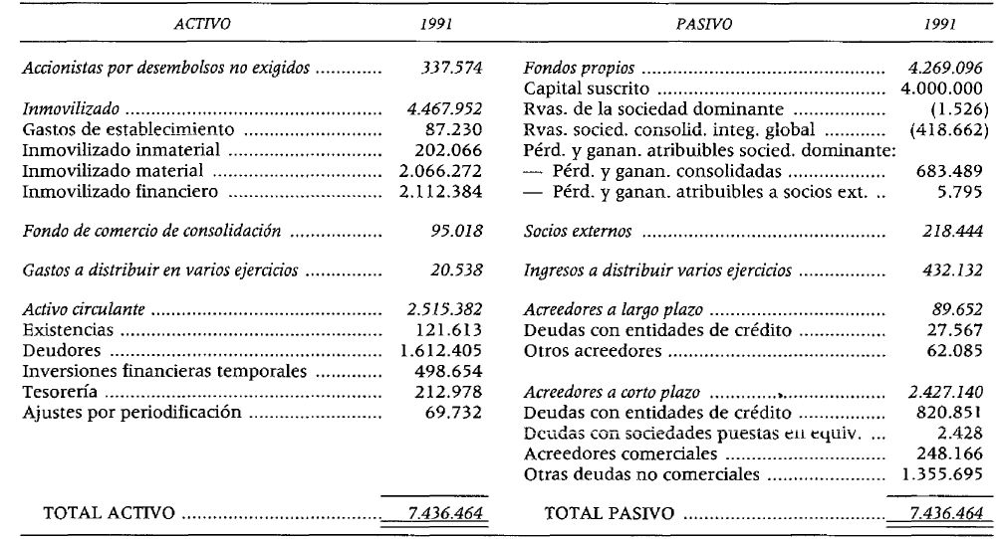 ACTIVO 1991
Accionistas por desembolsos no exigidos ............. 337.574
Inmovilizado ............................................ 4.467.952
Gastos de establecimiento ....................... 87.230
Inmovilizado inmaterial .......................... 202.066
Inmovilizado material ............................. 2.066.272
Inmovilizado financiero .......................... 2.112.384
Fondo de comercio de consolidación .................. 95.018
Gastos a distribuir en varios ejercicios ............... 20.538
Activo circulante ....................................... 2.515.382
Existencias ............................................ 121.613
Deudores .............................................. 1.612.405
Inversiones financieras temporales ............. 498.654
Tesorería .............................................. 212.978
Ajustes por periodificación ....................... 69.732
TOTAL ACTIVO ..................................... 7.436.464
PASIVO 1991
Fondos propios ......................................... 4.269.096
Capital suscrito ...................................... 4.000.000
Rvas. de la sociedad dominante ................ (1.526)
Rvas. socied. consolid. integ. global ............ (418.662)
Pérd. y ganan. atribuibles socied. dominante:
— Pérd. y ganan. consolidadas ................. 683.489
— Pérd. y ganan. atribuibles a socios ext. .. 5.795
Socios externos ......................................... 218.444
Ingresos a distribuir varios ejercicios ................. 432.132
Acreedores a largo plazo ............................... 89.652
Deudas con entidades de crédito ................ 27.567
Otros acreedores ..................................... 62.085
Acreedores a corto plazo ............................... 2.427.140
Deudas con entidades de crédito ................ 820.851
Deudas con sociedades puestas en equiv. ... 2.428
Acreedores comerciales ............................ 248.166
Otras deudas no comerciales ..................... 1.355.695
TOTAL PASIVO ..................................... 7.436.464